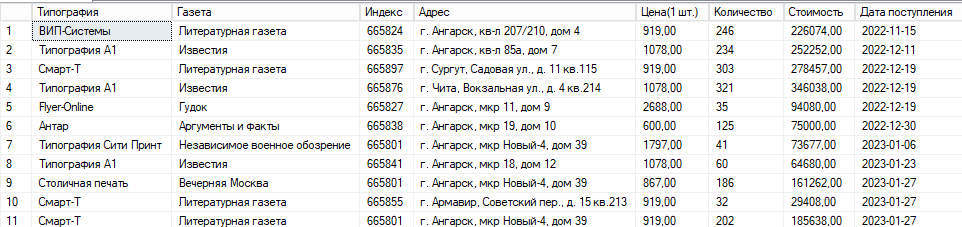 Типография Газета Индекс Адрес Цена(1 шт.) Количество Стоимость Дата поступления
1 ВИП-Системы Литературная газета 665824 г. Ангарск, кв-л 207/210, дом 4 919,00 246 226074,00 2022-11-15
2 Типография А1 Известия 665835 г. Ангарск, кв-л 85а, дом 7 1078,00 234 252252,00 2022-12-11
3 Смарт-Т Литературная газета 665897 г. Сургут, Садовая ул., д. 11 кв.115 919,00 303 278457,00 2022-12-19
4 Типография А1 Известия 665876 г. Чита, Вокзальная ул., д. 4 кв.214 1078,00 321 346038,00 2022-12-19
5 Flyer-Online Гудок 665827 г. Ангарск, мкр 11, дом 9 2688,00 35 94080,00 2022-12-19
6 Антар Аргументы и факты 665838 г. Ангарск, мкр 19, дом 10 600,00 125 75000,00 2022-12-30
7 Типография Сити Принт Независимое военное обозрение 665801 г. Ангарск, мкр Новый-4, дом 39 1797,00 41 73677,00 2023-01-06
8 Типография А1 Известия 665841 г. Ангарск, мкр 18, дом 12 1078,00 60 64680,00 2023-01-23
9 Столичная печать Вечерняя Москва 665801 г. Ангарск, мкр Новый-4, дом 39 867,00 186 161262,00 2023-01-27
10 Смарт-Т Литературная газета 665855 г. Армавир, Советский пер., д. 15 кв.213 919,00 32 29408,00 2023-01-27
11 Смарт-Т Литературная газета 665801 г. Ангарск, мкр Новый-4, дом 39 919,00 202 185638,00 2023-01-27